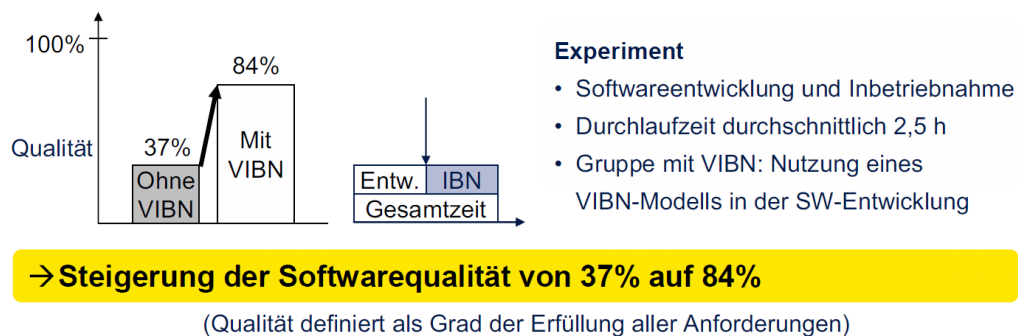 100%
84%
Qualität
37%
Ohne
VIBN
Mit
VIBN
Entw. IBN
Gesamtzeit
Experiment
• Softwareentwicklung und Inbetriebnahme
• Durchlaufzeit durchschnittlich 2,5 h
• Gruppe mit VIBN: Nutzung eines
VIBN-Modells in der SW-Entwicklung
→Steigerung der Softwarequalität von 37% auf 84%
(Qualität definiert als Grad der Erfüllung aller Anforderungen)